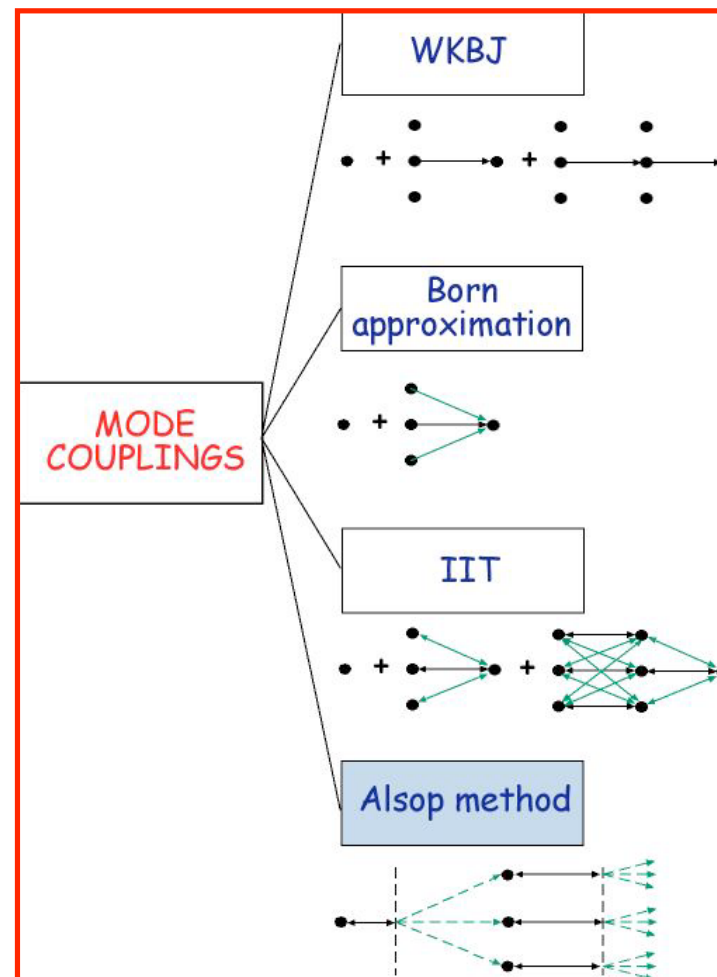 WKBJ
+
+
Born
approximation
+
MODE
COUPLINGS
IIT
+
+
Alsop method